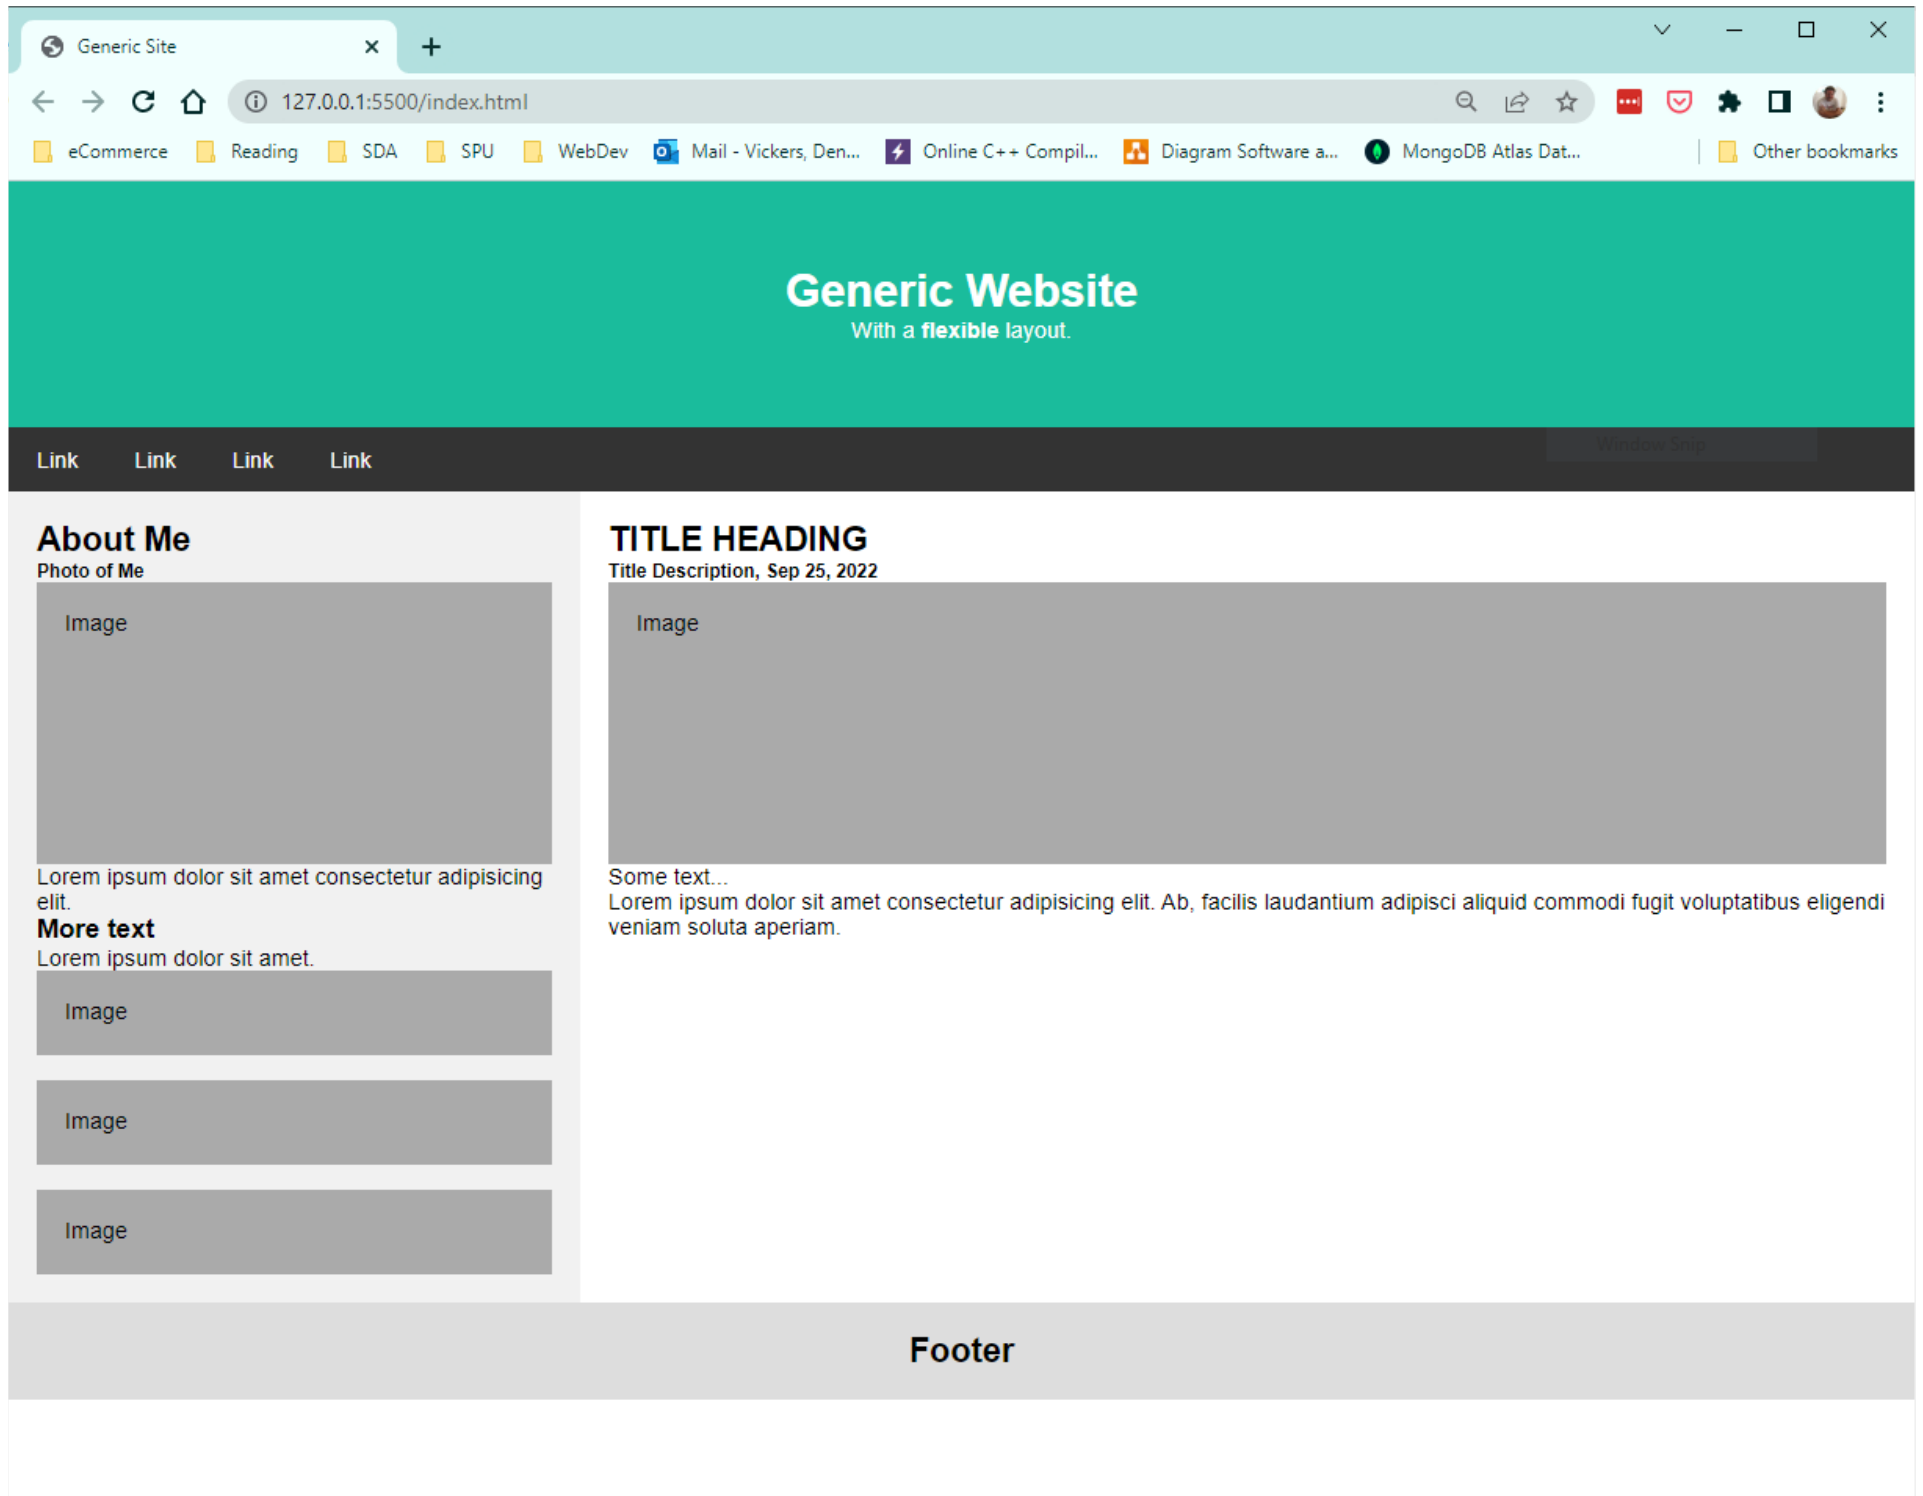 Generic Site
127.0.0.1:5500/index.html
eCommerce Reading SDA SPU WebDev Mail - Vickers, Den... Online C++ Compil... Diagram Software a... MongoDB Atlas Dat... Other bookmarks
Generic Website
With a flexible layout.
Window Snip
Link Link Link Link
About Me
Photo of Me
Image
Lorem ipsum dolor sit amet consectetur adipisicing
elit.
More text
Lorem ipsum dolor sit amet.
Image
Image
Image
TITLE HEADING
Title Description, Sep 25, 2022
Image
Some text...
Lorem ipsum dolor sit amet consectetur adipisicing elit. Ab, facilis laudantium adipisci aliquid commodi fugit voluptatibus eligendi
veniam soluta aperiam.
Footer